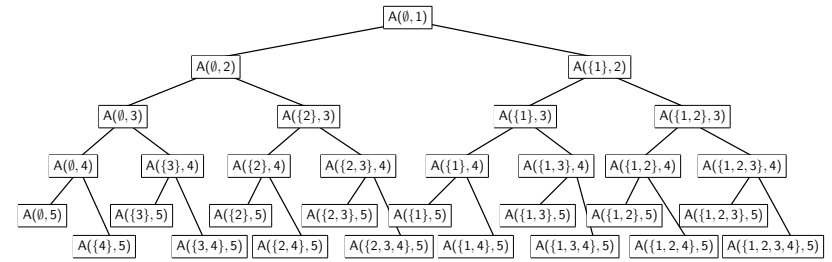 A(∅, 1)
A(∅, 2) A({1}, 2)
A(∅, 3) A({2}, 3) A({1}, 3) A({1, 2}, 3)
A(∅, 4) A({3}, 4) A({2}, 4) A({2, 3}, 4) A({1}, 4) A({1, 3}, 4) A({1, 2}, 4) A({1, 2, 3}, 4)
A(∅, 5) A({3}, 5) A({2}, 5) A({2, 3}, 5) A({1}, 5) A({1, 3}, 5) A({1, 2}, 5) A({1, 2, 3}, 5)
A({4}, 5) A({3, 4}, 5) A({2, 4}, 5) A({2, 3, 4}, 5) A({1, 4}, 5) A({1, 3, 4}, 5) A({1, 2, 4}, 5) A({1, 2, 3, 4}, 5)